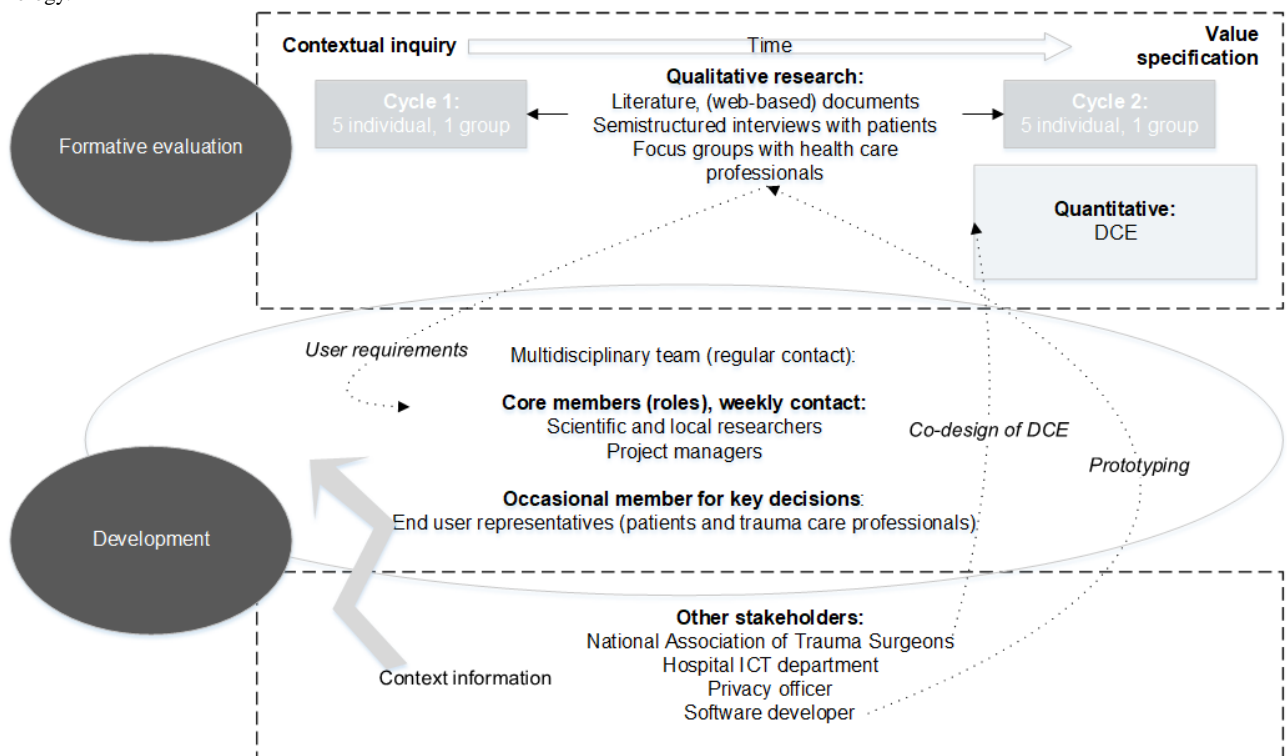 Contextual inquiry
Time
Value
specification
Qualitative research:
Literature, (web-based) documents
Semistructured interviews with patients
Focus groups with health care
professionals
Cycle 1:
5 individual, 1 group
Cycle 2:
5 individual, 1 group
Formative evaluation
Quantitative:
DCE
User requirements
Multidisciplinary team (regular contact):
Core members (roles), weekly contact:
Scientific and local researchers
Project managers
Co-design of DCE
Prototyping
Occasional member for key decisions:
End user representatives (patients and trauma care professionals)
Development
Other stakeholders:
National Association of Trauma Surgeons
Hospital ICT department
Privacy officer
Software developer
Context information